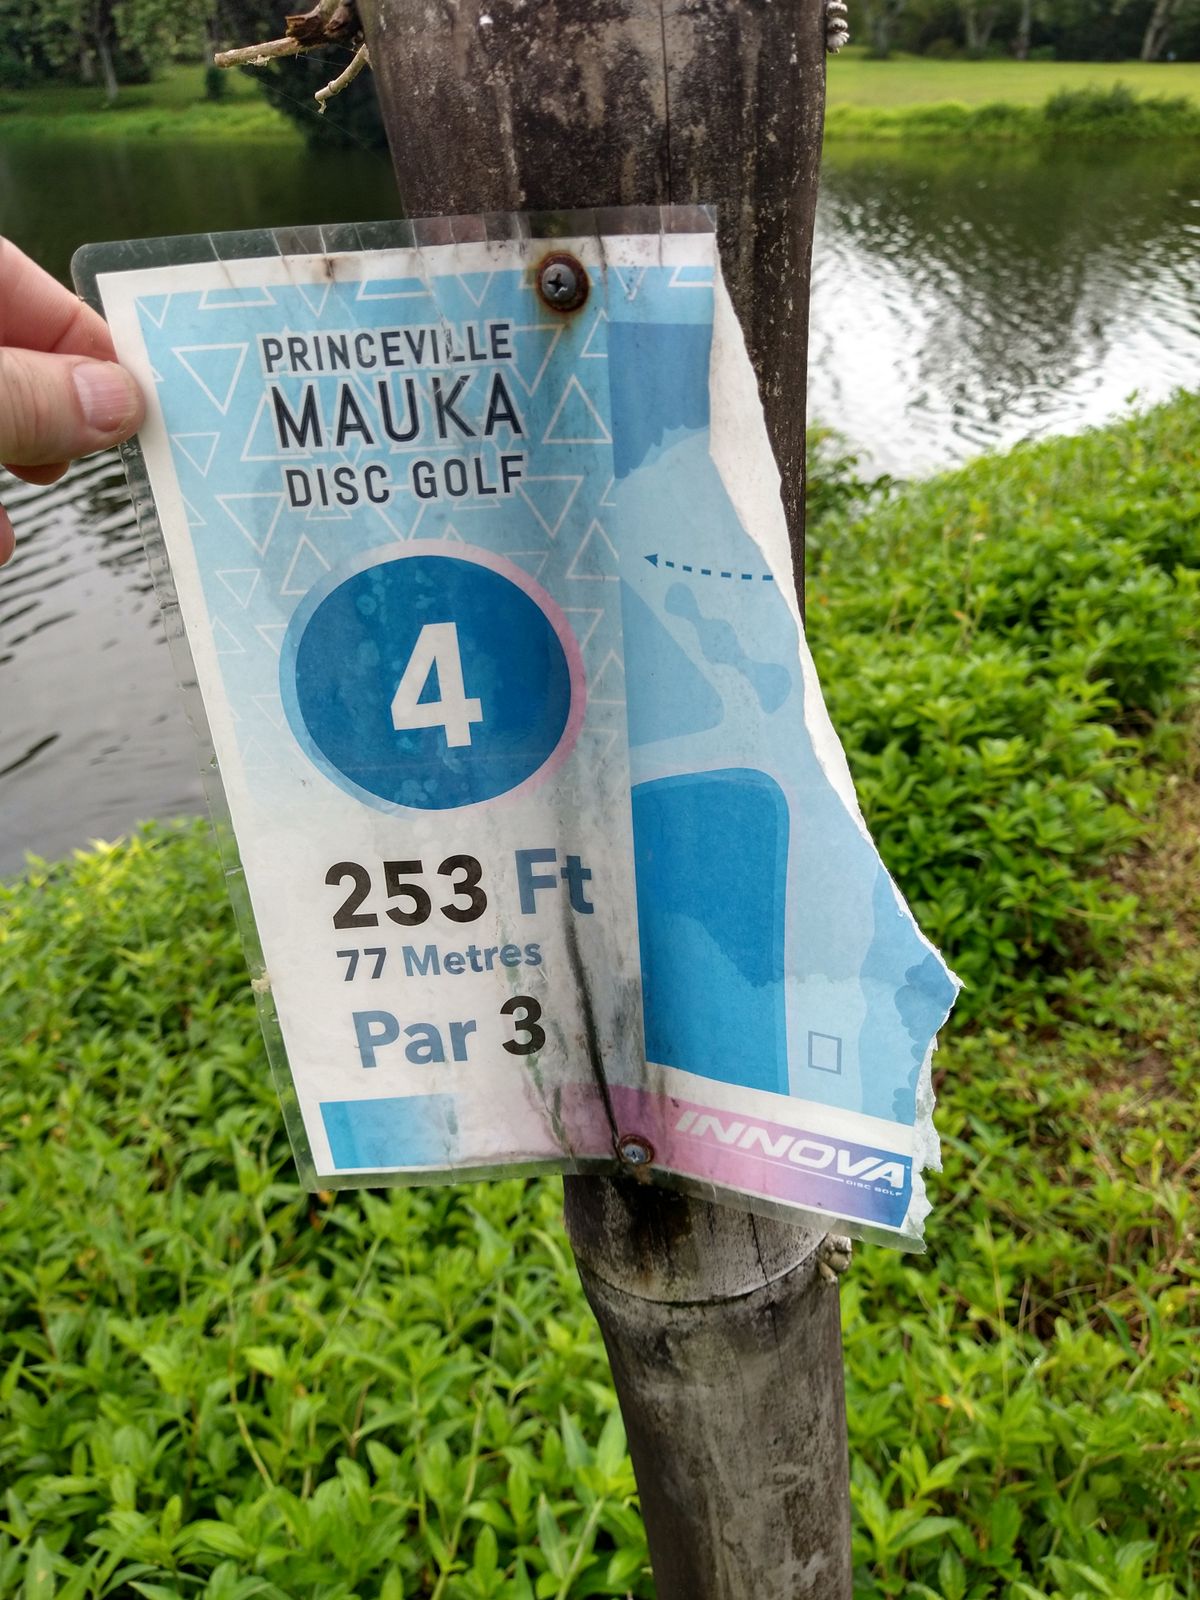 PRINCEVILLE
MAUKA
DISC GOLF
4
253 Ft
77 Metres
Par 3
INNOVA
DISC GOLF